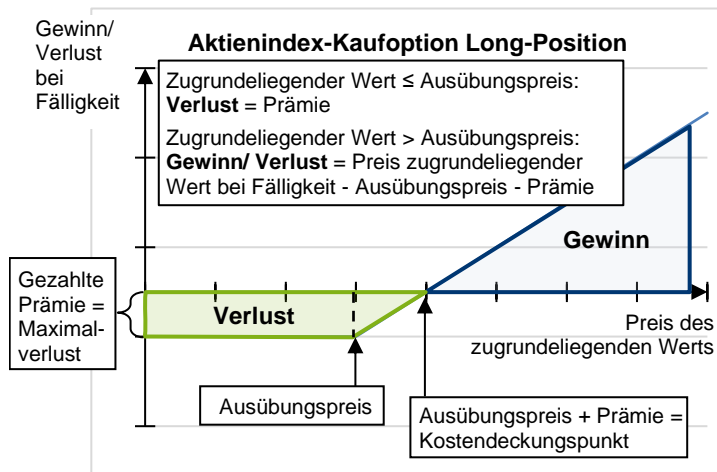 Gewinn/
Verlust
bei
Fälligkeit
Aktienindex-Kaufoption Long-Position
Zugrundeliegender Wert ≤ Ausübungspreis:
Verlust = Prämie
Zugrundeliegender Wert > Ausübungspreis:
Gewinn/ Verlust = Preis zugrundeliegender
Wert bei Fälligkeit - Ausübungspreis - Prämie
Gewinn
Gezahlte
Prämie =
Maximal-
verlust
Verlust
Preis des
zugrundeliegenden Werts
Ausübungspreis
Ausübungspreis + Prämie =
Kostendeckungspunkt